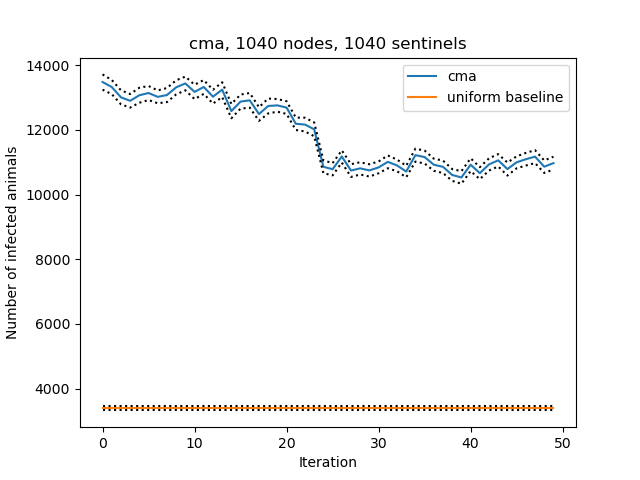 cma, 1040 nodes, 1040 sentinels
cma
uniform baseline
Number of infected animals
14000
12000
10000
8000
6000
4000
0
10
20
30
40
50
Iteration